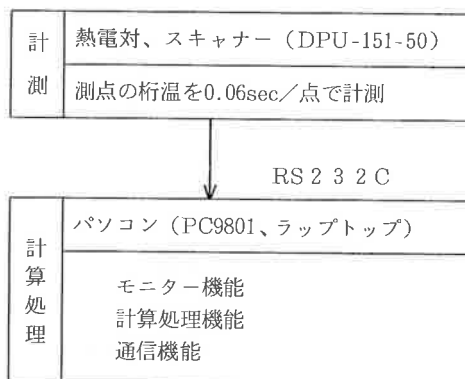 計測
熱電対、スキャナー（DPU-151-50）
測点の桁温を0.06sec／点で計測
RS232C
計算処理
パソコン（PC9801、ラップトップ）
モニター機能
計算処理機能
通信機能